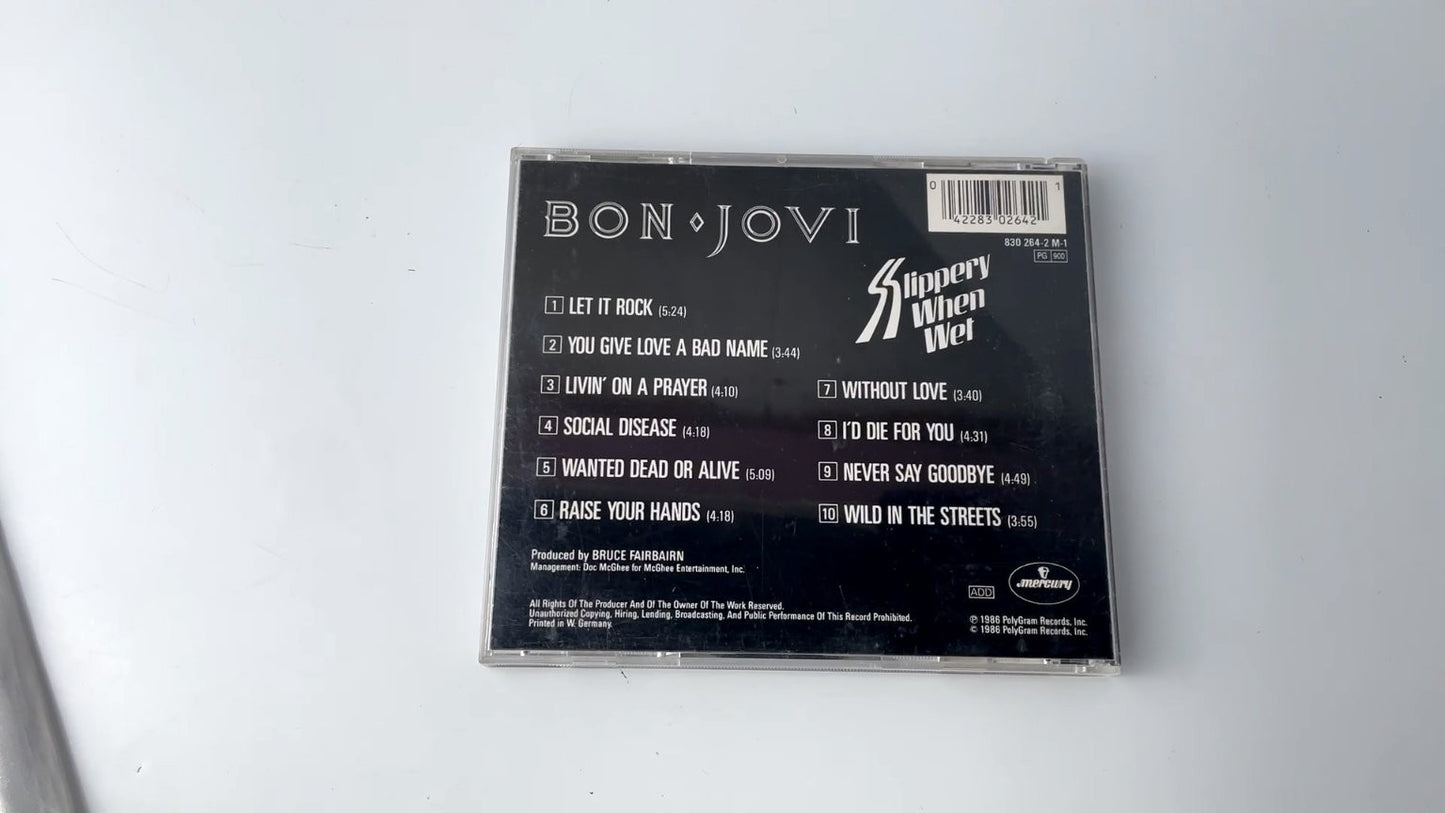 BON JOVI
0 42283 02642 1
830 264-2 M-1
PG 900
Slippery
When
Wet
1 LET IT ROCK (5:24)
2 YOU GIVE LOVE A BAD NAME (3:44)
3 LIVIN' ON A PRAYER (4:10)
4 SOCIAL DISEASE (4:18)
5 WANTED DEAD OR ALIVE (5:09)
6 RAISE YOUR HANDS (4:18)
7 WITHOUT LOVE (3:40)
8 I'D DIE FOR YOU (4:31)
9 NEVER SAY GOODBYE (4:49)
10 WILD IN THE STREETS (3:55)
Produced by BRUCE FAIRBAIRN
Management: Doc McGhee for McGhee Entertainment, Inc.
All Rights Of The Producer And Of The Owner Of The Work Reserved.
Unauthorized Copying, Hiring, Lending, Broadcasting, And Public Performance Of This Record Prohibited.
Printed in W. Germany.
ADD
mercury
℗ 1986 PolyGram Records, Inc.
© 1986 PolyGram Records, Inc.